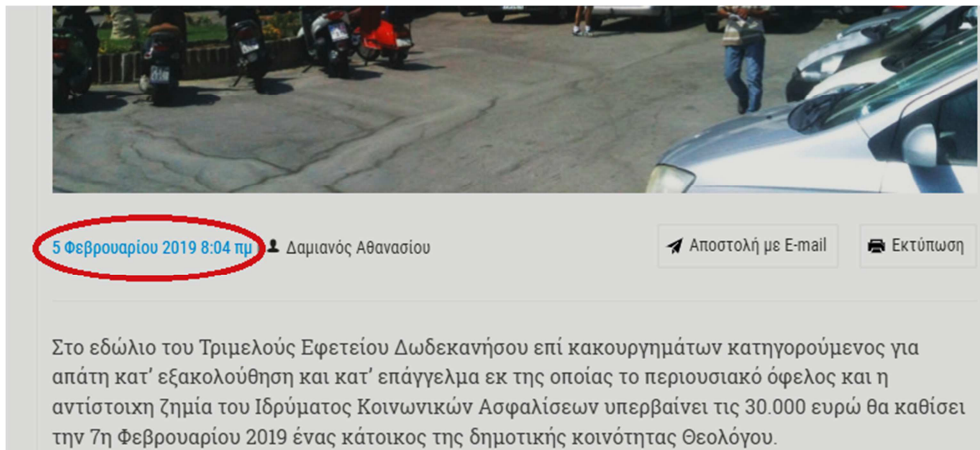 5 Φεβρουαρίου 2019 8:04 πμ Δαμιανός Αθανασίου Αποστολή με E-mail Εκτύπωση
Στο εδώλιο του Τριμελούς Εφετείου Δωδεκανήσου επί κακουργημάτων κατηγορούμενος για
απάτη κατ’ εξακολούθηση και κατ’ επάγγελμα εκ της οποίας το περιουσιακό όφελος και η
αντίστοιχη ζημία του Ιδρύματος Κοινωνικών Ασφαλίσεων υπερβαίνει τις 30.000 ευρώ θα καθίσει
την 7η Φεβρουαρίου 2019 ένας κάτοικος της δημοτικής κοινότητας Θεολόγου.